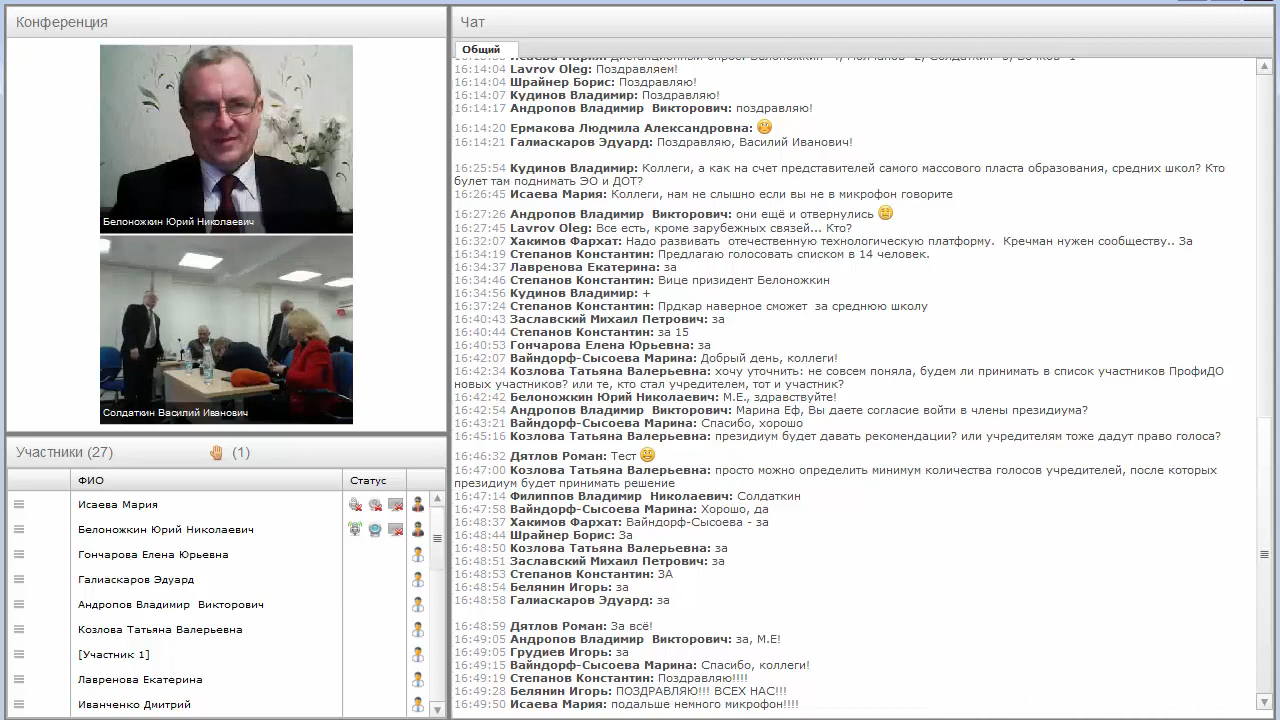 Конференция
Белоножкин Юрий Николаевич
Солдаткин Василий Иванович
Участники (27)
(1)
ФИО
Статус
Исаева Мария
Белоножкин Юрий Николаевич
Гончарова Елена Юрьевна
Галиаскаров Эдуард
Андропов Владимир  Викторович
Козлова Татьяна Валерьевна
[Участник 1]
Лавренова Екатерина
Иванченко Дмитрий
Чат
Общий
16:14:04 Lavrov Oleg: Поздравляем!
16:14:04 Шрайнер Борис: Поздравляю!
16:14:07 Кудинов Владимир: Поздравляю!
16:14:17 Андропов Владимир  Викторович: поздравляю!
16:14:20 Ермакова Людмила Александровна:
16:14:21 Галиаскаров Эдуард: Поздравляю, Василий Иванович!
16:25:54 Кудинов Владимир: Коллеги, а как на счет представителей самого массового пласта образования, средних школ? Кто
булет там поднимать ЭО и ДОТ?
16:26:45 Исаева Мария: Коллеги, нам не слышно если вы не в микрофон говорите
16:27:26 Андропов Владимир  Викторович: они ещё и отвернулись
16:27:45 Lavrov Oleg: Все есть, кроме зарубежных связей... Кто?
16:32:07 Хакимов Фархат: Надо развивать  отечественную технологическую платформу.  Кречман нужен сообществу.. За
16:34:19 Степанов Константин: Предлагаю голосовать списком в 14 человек.
16:34:37 Лавренова Екатерина: за
16:34:46 Степанов Константин: Вице президент Белоножкин
16:34:56 Кудинов Владимир: +
16:37:24 Степанов Константин: Прдкар наверное сможет  за среднюю школу
16:40:43 Заславский Михаил Петрович: за
16:40:44 Степанов Константин: за 15
16:40:53 Гончарова Елена Юрьевна: за
16:42:07 Вайндорф-Сысоева Марина: Добрый день, коллеги!
16:42:34 Козлова Татьяна Валерьевна: хочу уточнить: не совсем поняла, будем ли принимать в список участников ПрофиДО
новых участников? или те, кто стал учредителем, тот и участник?
16:42:42 Белоножкин Юрий Николаевич: М.Е., здравствуйте!
16:42:54 Андропов Владимир  Викторович: Марина Еф, Вы даете согласие войти в члены президиума?
16:43:21 Вайндорф-Сысоева Марина: Спасибо, хорошо
16:45:16 Козлова Татьяна Валерьевна: президиум будет давать рекоментации? или учредителям тоже дадут право голоса?
16:46:32 Дятлов Роман: Тест
16:47:00 Козлова Татьяна Валерьевна: просто можно определить минимум количества голосов учредителей, после которых
президиум будет принимать решение
16:47:14 Филиппов Владимир  Николаевич: Солдаткин
16:47:58 Вайндорф-Сысоева Марина: Хорошо, да
16:48:37 Хакимов Фархат: Вайндорф-Сысоева - за
16:48:44 Шрайнер Борис: За
16:48:50 Козлова Татьяна Валерьевна: за
16:48:51 Заславский Михаил Петрович: за
16:48:53 Степанов Константин: ЗА
16:48:54 Белянин Игорь: за
16:48:58 Галиаскаров Эдуард: за
16:48:59 Дятлов Роман: За всё!
16:49:05 Андропов Владимир  Викторович: за, М.Е!
16:49:05 Грудиев Игорь: за
16:49:15 Вайндорф-Сысоева Марина: Спасибо, коллеги!
16:49:19 Степанов Константин: Поздравляю!!!!
16:49:28 Белянин Игорь: ПОЗДРАВЛЯЮ!!! ВСЕХ НАС!!!
16:49:50 Исаева Мария: подальше немного микрофон!!!!